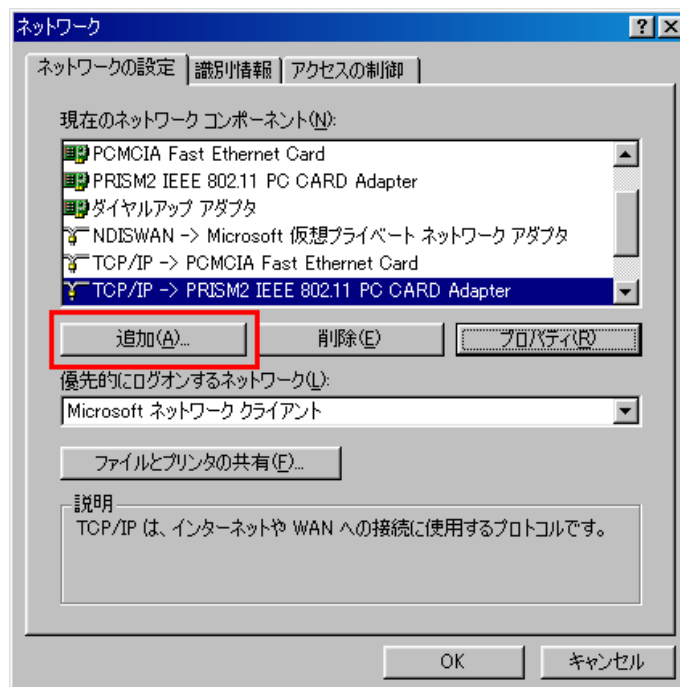 ネットワーク
ネットワークの設定 識別情報 アクセスの制御
現在のネットワーク コンポーネント(N):
PCMCIA Fast Ethernet Card
PRISM2 IEEE 802.11 PC CARD Adapter
ダイヤルアップ アダプタ
NDISWAN -> Microsoft 仮想プライベート ネットワーク アダプタ
TCP/IP -> PCMCIA Fast Ethernet Card
TCP/IP -> PRISM2 IEEE 802.11 PC CARD Adapter
追加(A)... 削除(E) プロパティ(R)
優先的にログオンするネットワーク(L):
Microsoft ネットワーク クライアント
ファイルとプリンタの共有(F)...
説明
TCP/IP は、インターネットや WAN への接続に使用するプロトコルです。
OK キャンセル